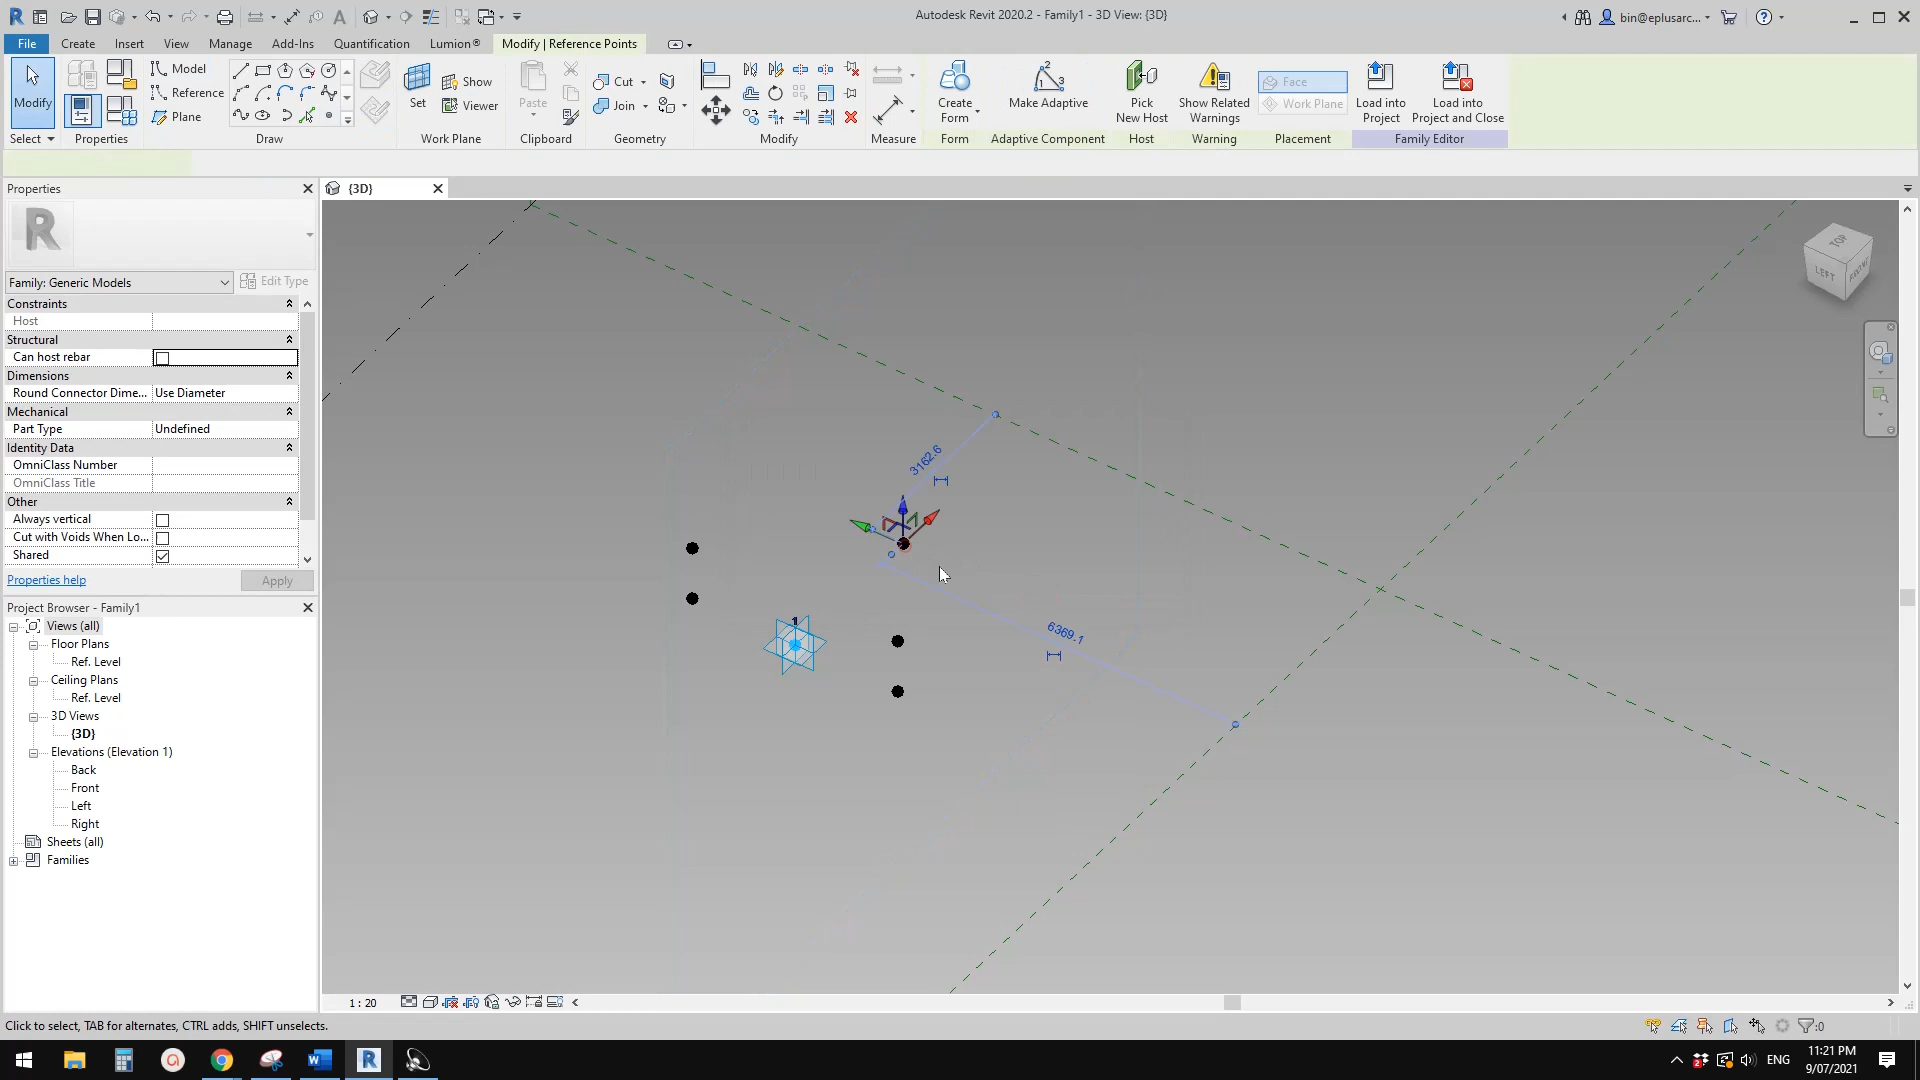 Autodesk Revit 2020.2 - Family1 - 3D View: {3D}
bin@eplusarc...
File Create Insert View Manage Add-Ins Quantification Lumion® Modify | Reference Points
Modify
Select
Properties
Model
Reference
Plane
Draw
Set
Show
Viewer
Work Plane
Paste
Clipboard
Cut
Join
Geometry
Modify
Measure
Create
Form
Form
Make Adaptive
Adaptive Component
Pick
New Host
Host
Show Related
Warnings
Warning
Face
Work Plane
Placement
Load into
Project
Load into
Project and Close
Family Editor
Properties
{3D}
R
Family: Generic Models
Edit Type
Constraints
Host
Structural
Can host rebar
Dimensions
Round Connector Dime... Use Diameter
Mechanical
Part Type Undefined
Identity Data
OmniClass Number
OmniClass Title
Other
Always vertical
Cut with Voids When Lo...
Shared
Properties help
Apply
Project Browser - Family1
Views (all)
Floor Plans
Ref. Level
Ceiling Plans
Ref. Level
3D Views
{3D}
Elevations (Elevation 1)
Back
Front
Left
Right
Sheets (all)
Families
TOP
LEFT
FRONT
3162.6
6369.1
1
1 : 20
Click to select, TAB for alternates, CTRL adds, SHIFT unselects.
:0
ENG
11:21 PM
9/07/2021